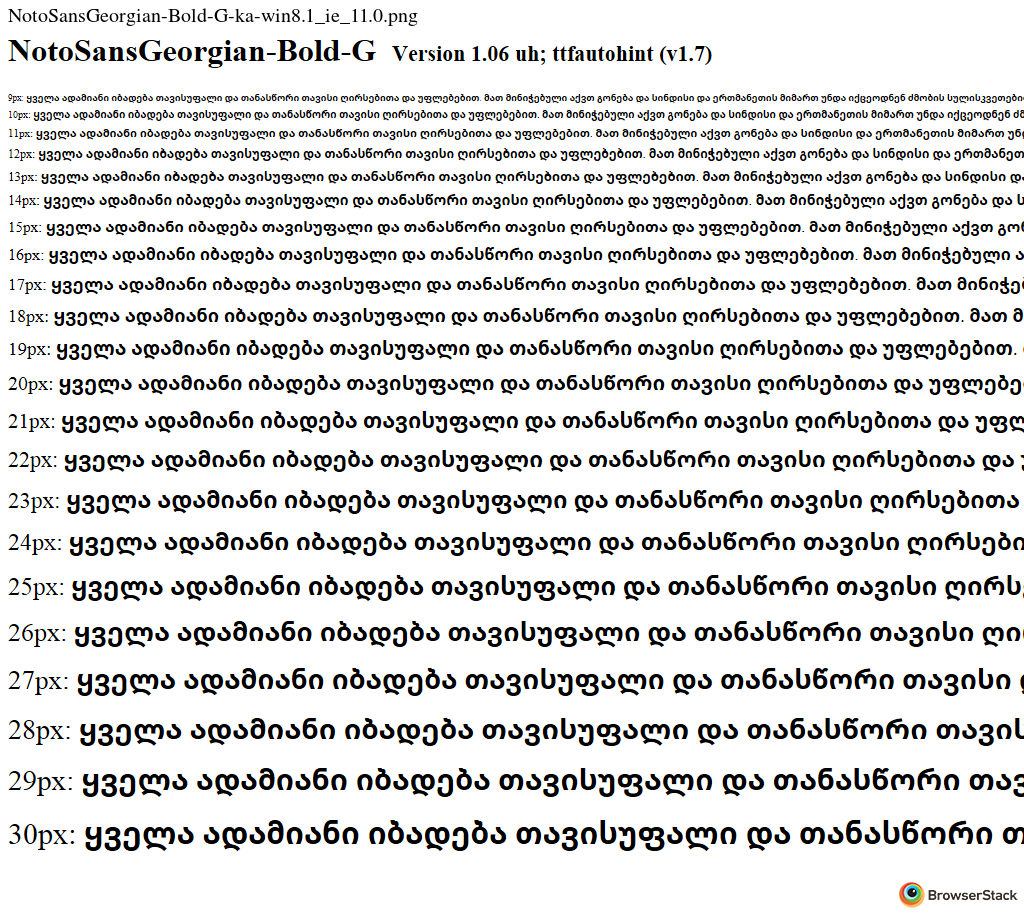 NotoSansGeorgian-Bold-G-ka-win8.1_ie_11.0.png
NotoSansGeorgian-Bold-G Version 1.06 uh; ttfautohint (v1.7)
9px: ყველა ადამიანი იბადება თავისუფალი და თანასწორი თავისი ღირსებითა და უფლებებით. მათ მინიჭებული აქვთ გონება და სინდისი და ერთმანეთის მიმართ უნდა იქცეოდნენ ძმობის სულისკვეთები
10px: ყველა ადამიანი იბადება თავისუფალი და თანასწორი თავისი ღირსებითა და უფლებებით. მათ მინიჭებული აქვთ გონება და სინდისი და ერთმანეთის მიმართ უნდა იქცეოდნენ
11px: ყველა ადამიანი იბადება თავისუფალი და თანასწორი თავისი ღირსებითა და უფლებებით. მათ მინიჭებული აქვთ გონება და სინდისი და ერთმანეთის მიმართ
12px: ყველა ადამიანი იბადება თავისუფალი და თანასწორი თავისი ღირსებითა და უფლებებით. მათ მინიჭებული აქვთ გონება და სინდისი და ერთმანეთ
13px: ყველა ადამიანი იბადება თავისუფალი და თანასწორი თავისი ღირსებითა და უფლებებით. მათ მინიჭებული აქვთ გონება და სინდისი
14px: ყველა ადამიანი იბადება თავისუფალი და თანასწორი თავისი ღირსებითა და უფლებებით. მათ მინიჭებული აქვთ გონება და ს
15px: ყველა ადამიანი იბადება თავისუფალი და თანასწორი თავისი ღირსებითა და უფლებებით. მათ მინიჭებული აქვთ გონ
16px: ყველა ადამიანი იბადება თავისუფალი და თანასწორი თავისი ღირსებითა და უფლებებით. მათ მინიჭებული ა
17px: ყველა ადამიანი იბადება თავისუფალი და თანასწორი თავისი ღირსებითა და უფლებებით. მათ მინიჭე
18px: ყველა ადამიანი იბადება თავისუფალი და თანასწორი თავისი ღირსებითა და უფლებებით. მათ მ
19px: ყველა ადამიანი იბადება თავისუფალი და თანასწორი თავისი ღირსებითა და უფლებებით.
20px: ყველა ადამიანი იბადება თავისუფალი და თანასწორი თავისი ღირსებითა და უფლებე
21px: ყველა ადამიანი იბადება თავისუფალი და თანასწორი თავისი ღირსებითა და უფლ
22px: ყველა ადამიანი იბადება თავისუფალი და თანასწორი თავისი ღირსებითა და
23px: ყველა ადამიანი იბადება თავისუფალი და თანასწორი თავისი ღირსებითა
24px: ყველა ადამიანი იბადება თავისუფალი და თანასწორი თავისი ღირსები
25px: ყველა ადამიანი იბადება თავისუფალი და თანასწორი თავისი ღირს
26px: ყველა ადამიანი იბადება თავისუფალი და თანასწორი თავისი ღი
27px: ყველა ადამიანი იბადება თავისუფალი და თანასწორი თავისი
28px: ყველა ადამიანი იბადება თავისუფალი და თანასწორი თავის
29px: ყველა ადამიანი იბადება თავისუფალი და თანასწორი თავ
30px: ყველა ადამიანი იბადება თავისუფალი და თანასწორი თ
BrowserStack